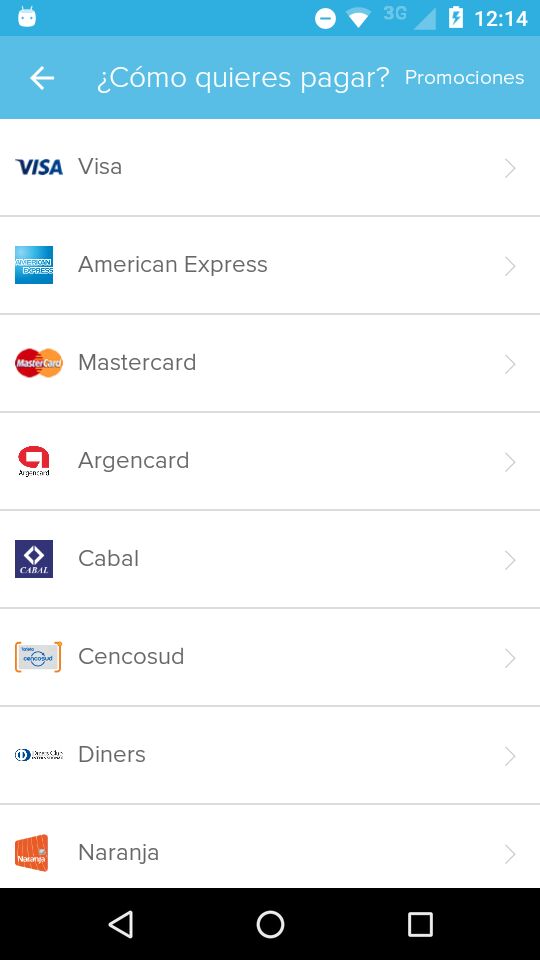 3G 12:14
¿Cómo quieres pagar? Promociones
VISA Visa
AMERICAN EXPRESS American Express
MasterCard Mastercard
Argencard Argencard
CABAL Cabal
cencosud Cencosud
Diners Club INTERNATIONAL Diners
Naranja Naranja